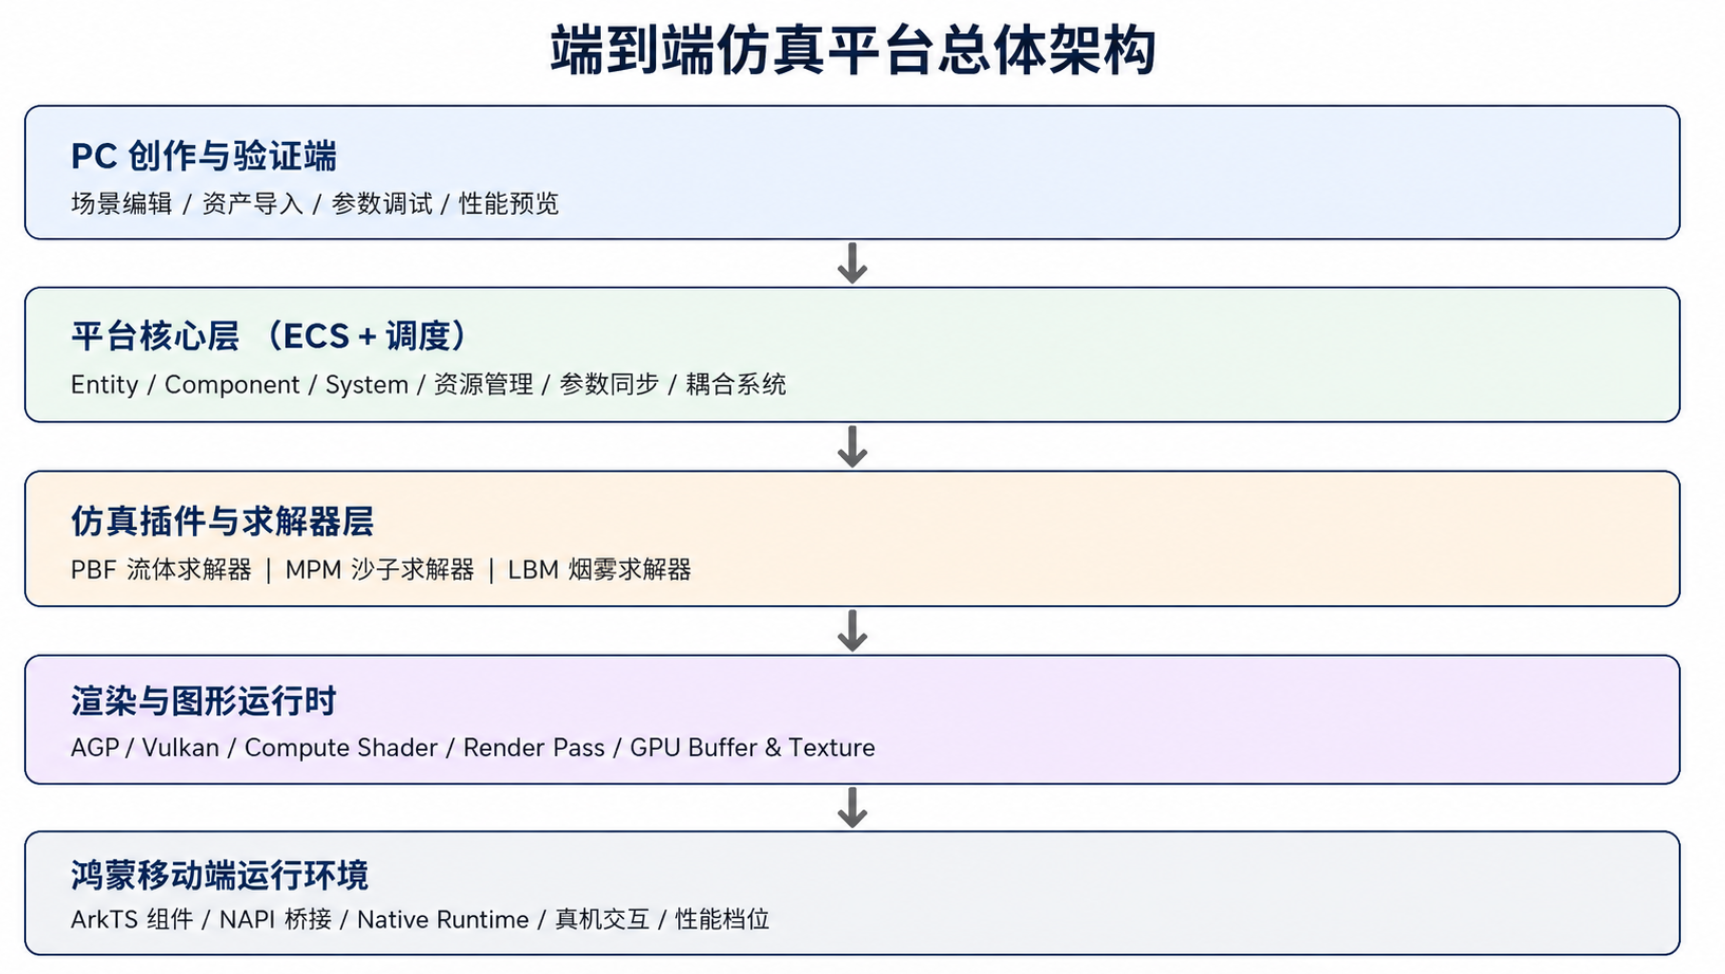 端到端仿真平台总体架构
PC 创作与验证端
场景编辑 / 资产导入 / 参数调试 / 性能预览
平台核心层 （ECS + 调度）
Entity / Component / System / 资源管理 / 参数同步 / 耦合系统
仿真插件与求解器层
PBF 流体求解器 | MPM 沙子求解器 | LBM 烟雾求解器
渲染与图形运行时
AGP / Vulkan / Compute Shader / Render Pass / GPU Buffer & Texture
鸿蒙移动端运行环境
ArkTS 组件 / NAPI 桥接 / Native Runtime / 真机交互 / 性能档位